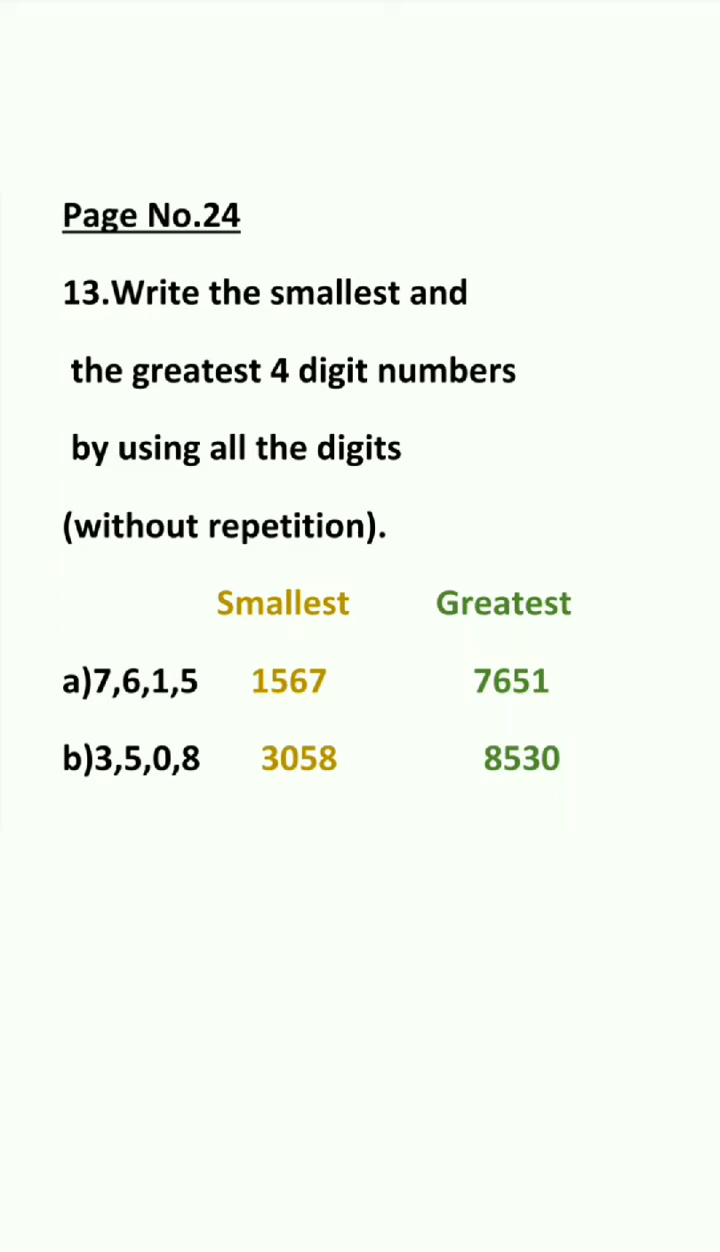 Page No.24
13.Write the smallest and
the greatest 4 digit numbers
by using all the digits
(without repetition).
Smallest Greatest
a)7,6,1,5 1567 7651
b)3,5,0,8 3058 8530